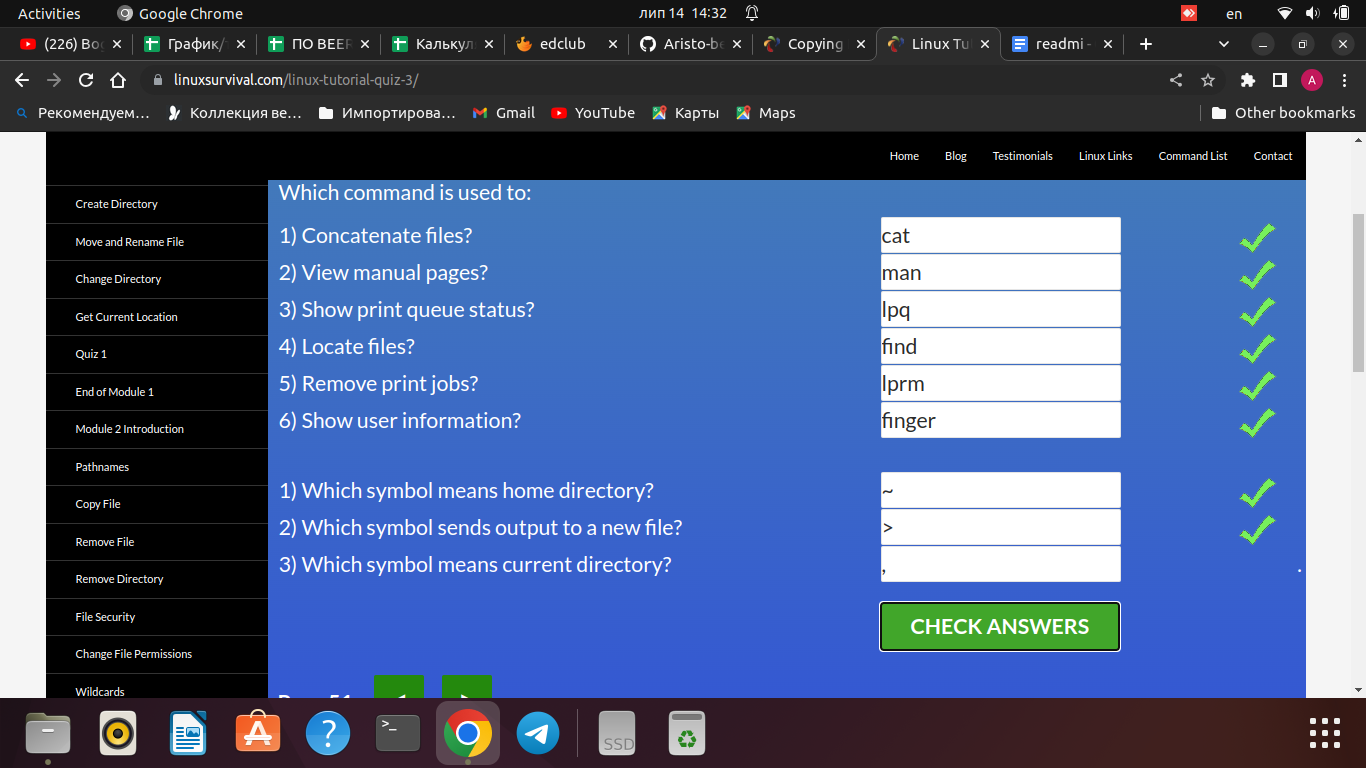 Activities Google Chrome лип 14 14:32 en
(226) Bo График/ ПО BEER Калькул edclub Aristo-be Copying Linux Tu readmi -
linuxsurvival.com/linux-tutorial-quiz-3/ A
Рекомендуем… Коллекция ве… Импортирова… Gmail YouTube Карты Maps Other bookmarks
Home Blog Testimonials Linux Links Command List Contact
Create Directory
Move and Rename File
Change Directory
Get Current Location
Quiz 1
End of Module 1
Module 2 Introduction
Pathnames
Copy File
Remove File
Remove Directory
File Security
Change File Permissions
Wildcards
Which command is used to:
1) Concatenate files? cat
2) View manual pages? man
3) Show print queue status? lpq
4) Locate files? find
5) Remove print jobs? lprm
6) Show user information? finger
1) Which symbol means home directory? ~
2) Which symbol sends output to a new file? >
3) Which symbol means current directory? , .
CHECK ANSWERS
SSD